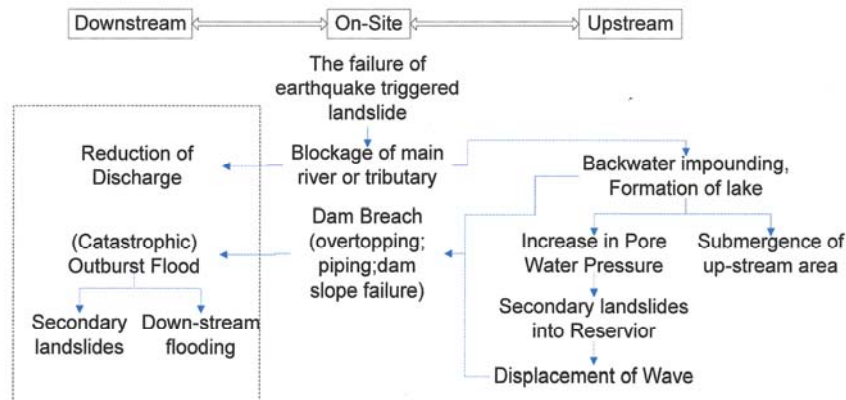 Downstream
On-Site
Upstream
The failure of
earthquake triggered
landslide
Reduction of
Discharge
Blockage of main
river or tributary
Backwater impounding,
Formation of lake
(Catastrophic)
Outburst Flood
Dam Breach
(overtopping;
piping;dam
slope failure)
Increase in Pore
Water Pressure
Submergence of
up-stream area
Secondary
landslides
Down-stream
flooding
Secondary landslides
into Reservior
Displacement of Wave